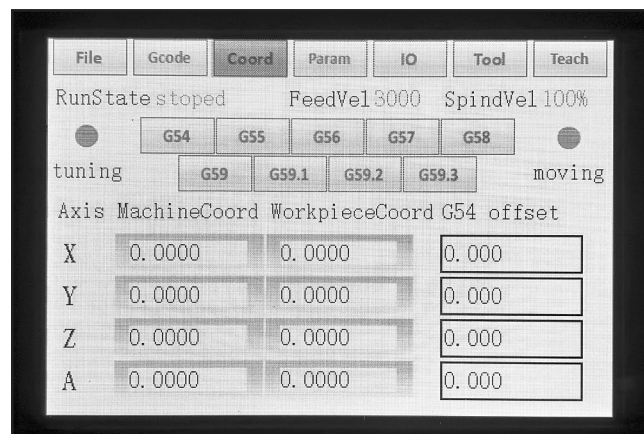 File Gcode Coord Param IO Tool Teach
RunState stoped FeedVel 3000 SpindVel 100%
G54 G55 G56 G57 G58
tuning G59 G59.1 G59.2 G59.3 moving
Axis MachineCoord WorkpieceCoord G54 offset
X 0.0000 0.0000 0.000
Y 0.0000 0.0000 0.000
Z 0.0000 0.0000 0.000
A 0.0000 0.0000 0.000